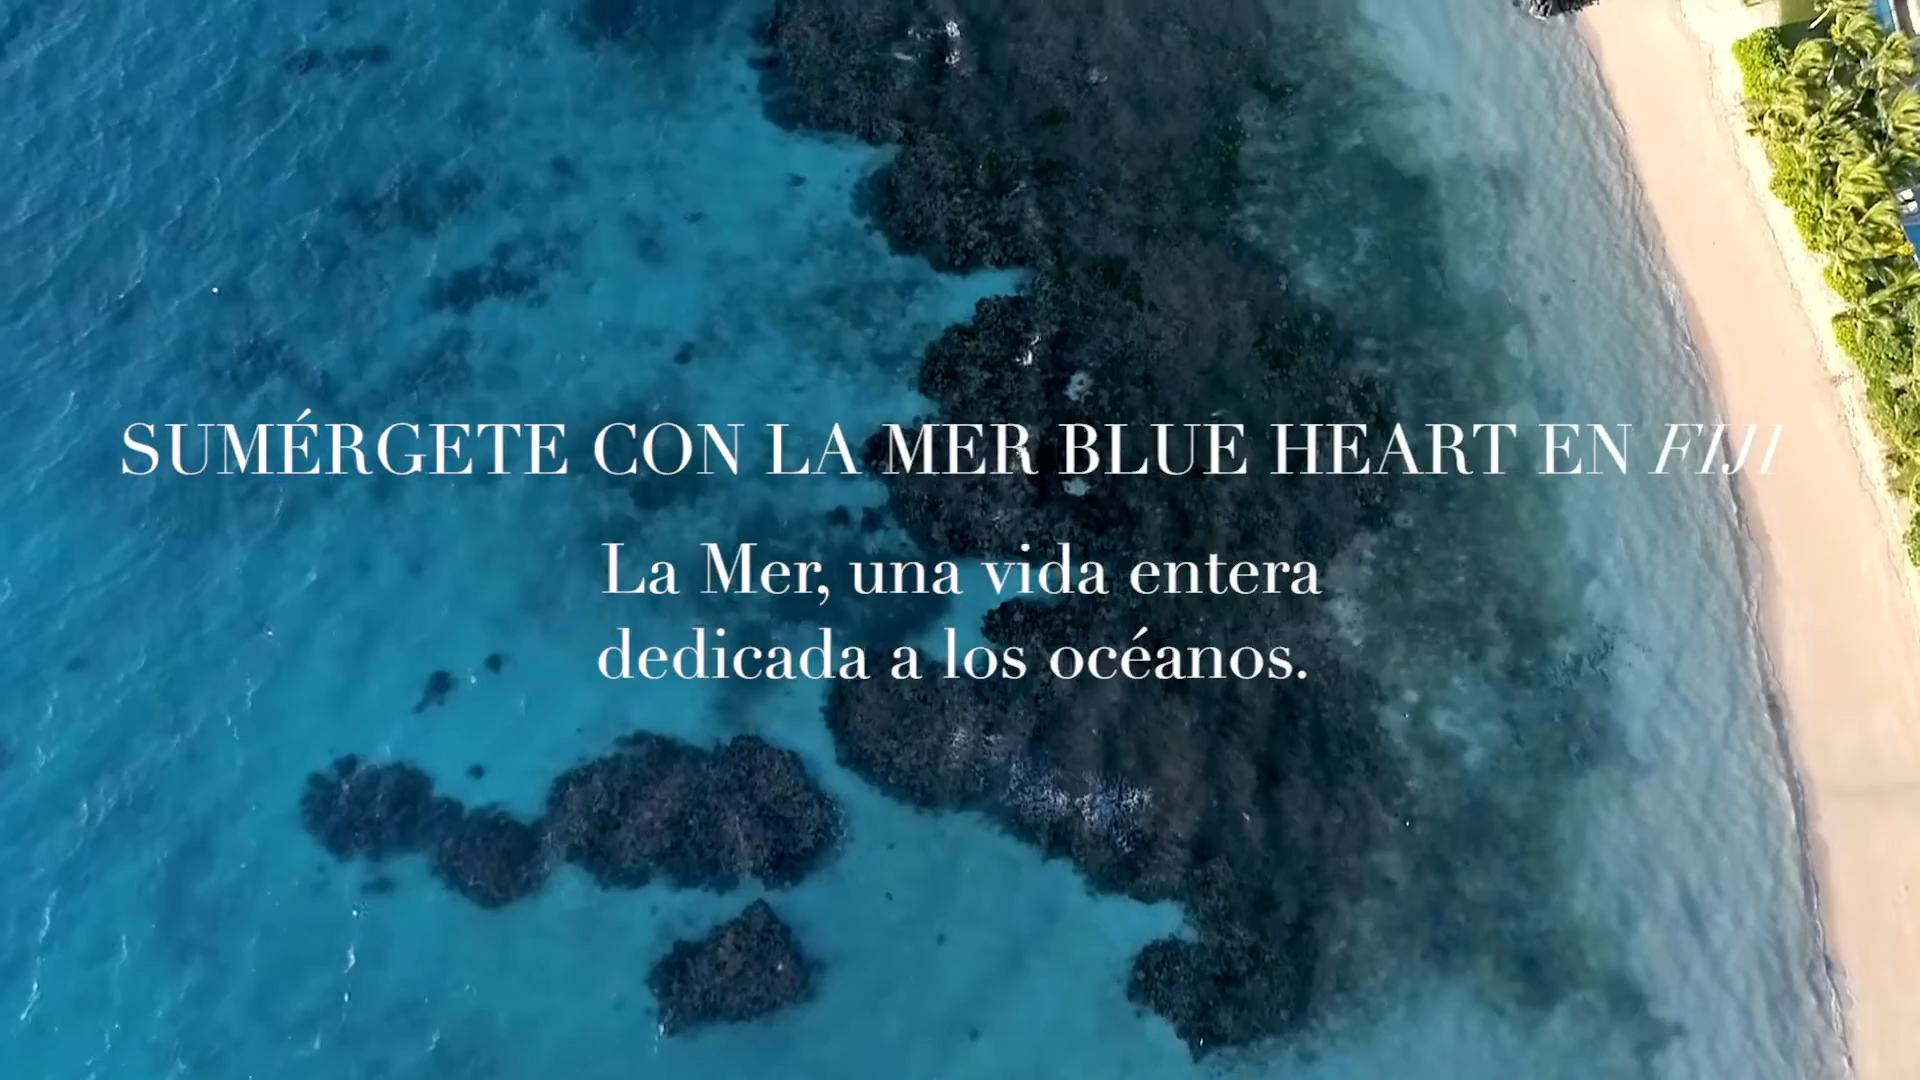 SUMÉRGETE CON LA MER BLUE HEART EN FIJI
La Mer, una vida entera
dedicada a los océanos.